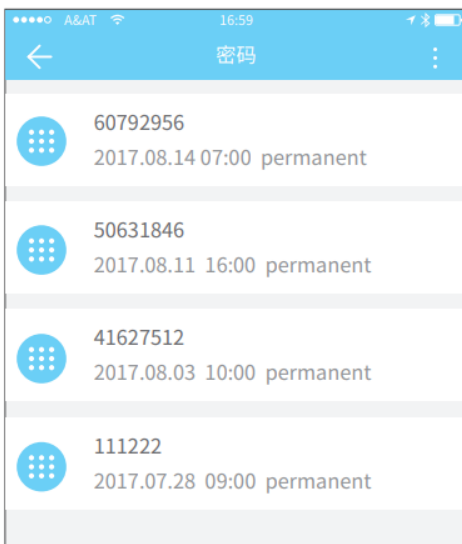 A&AT 16:59
密码
60792956
2017.08.14 07:00 permanent
50631846
2017.08.11 16:00 permanent
41627512
2017.08.03 10:00 permanent
111222
2017.07.28 09:00 permanent